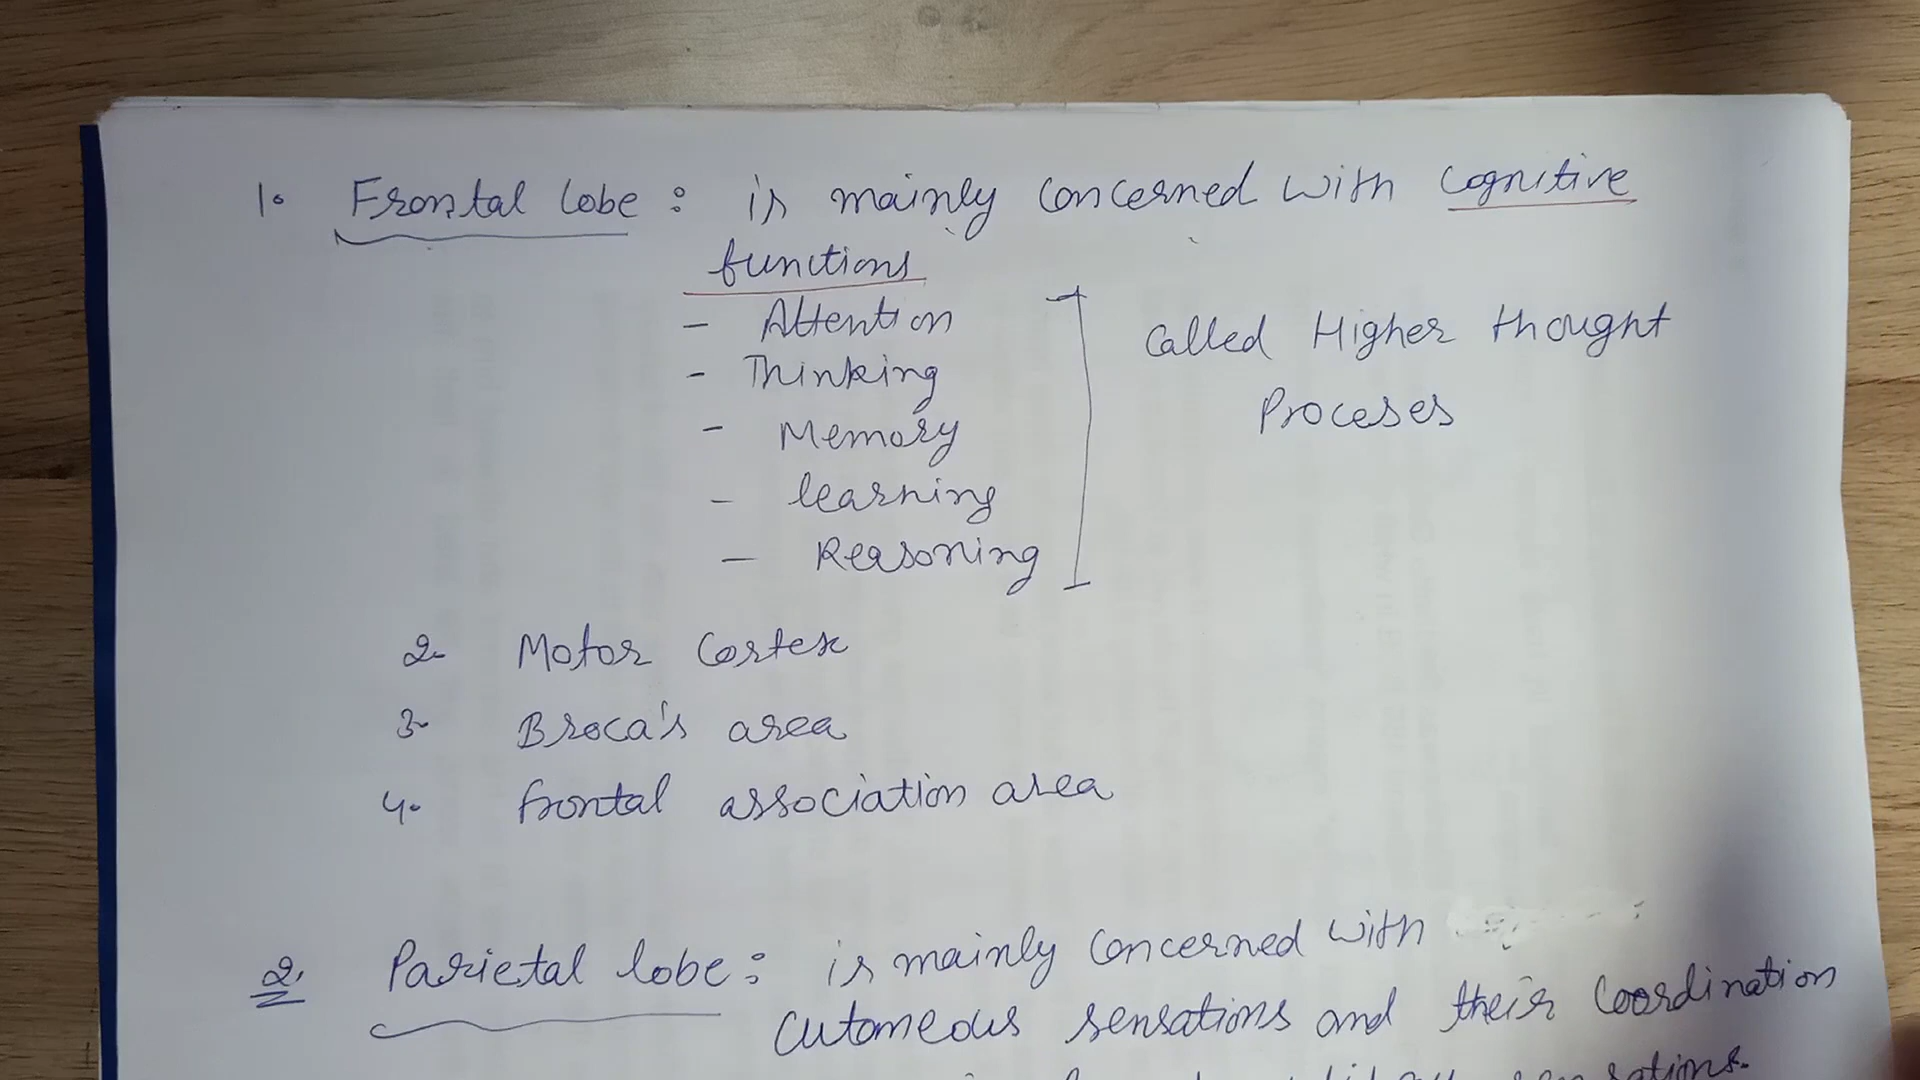 1. Frontal lobe : is mainly concerned with cognitive
functions
- Attention
- Thinking
- Memory
- learning
- Reasoning
called Higher thought
Proceses
2- Motor Cortex
3- Broca's area
4. frontal association area
2. Parietal lobe : is mainly concerned with
cutaneous sensations and their coordination
sensations.